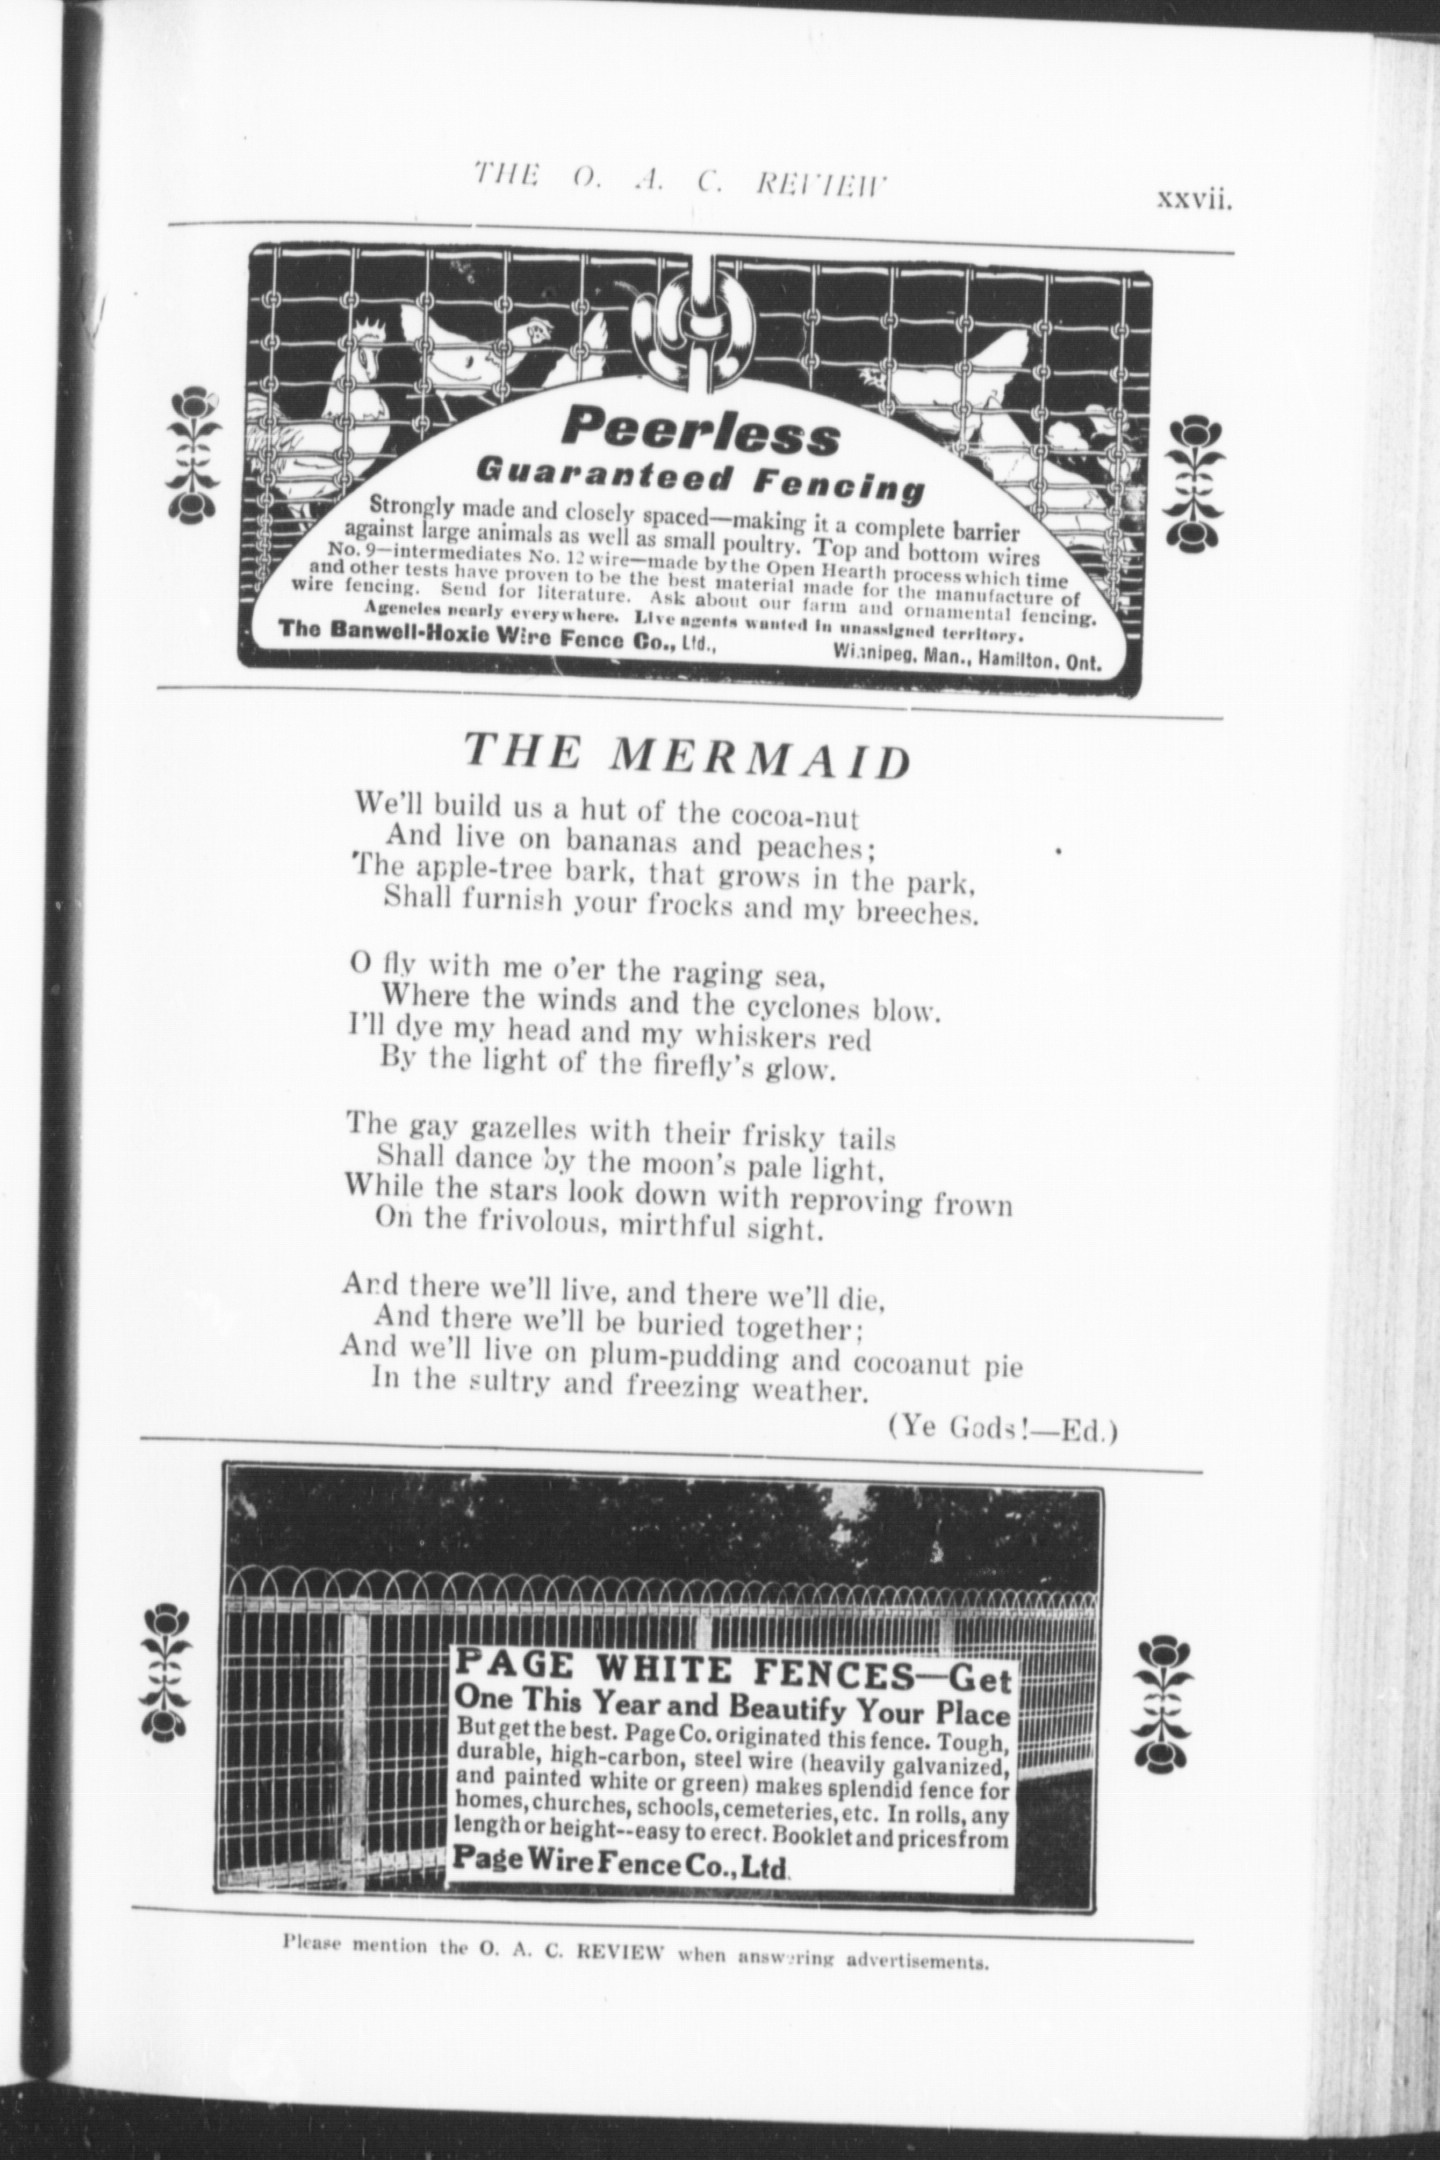 THE O. A. C. REVIEW
xxvii.
Peerless
Guaranteed Fencing
Strongly made and closely spaced—making it a complete barrier
against large animals as well as small poultry. Top and bottom wires
No. 9—intermediates No. 12 wire—made by the Open Hearth process which time
and other tests have proven to be the best material made for the manufacture of
wire fencing. Send for literature. Ask about our farm and ornamental fencing.
Agencies nearly everywhere. Live agents wanted in unassigned territory.
The Banwell-Hoxie Wire Fence Co., Ltd.,
Winnipeg, Man., Hamilton, Ont.
THE MERMAID
We'll build us a hut of the cocoa-nut
And live on bananas and peaches;
The apple-tree bark, that grows in the park,
Shall furnish your frocks and my breeches.
O fly with me o'er the raging sea,
Where the winds and the cyclones blow.
I'll dye my head and my whiskers red
By the light of the firefly's glow.
The gay gazelles with their frisky tails
Shall dance by the moon's pale light,
While the stars look down with reproving frown
On the frivolous, mirthful sight.
And there we'll live, and there we'll die,
And there we'll be buried together;
And we'll live on plum-pudding and cocoanut pie
In the sultry and freezing weather.
(Ye Gods!—Ed.)
PAGE WHITE FENCES—Get
One This Year and Beautify Your Place
But get the best. Page Co. originated this fence. Tough,
durable, high-carbon, steel wire (heavily galvanized,
and painted white or green) makes splendid fence for
homes, churches, schools, cemeteries, etc. In rolls, any
length or height--easy to erect. Booklet and prices from
Page Wire Fence Co., Ltd.
Please mention the O. A. C. REVIEW when answering advertisements.